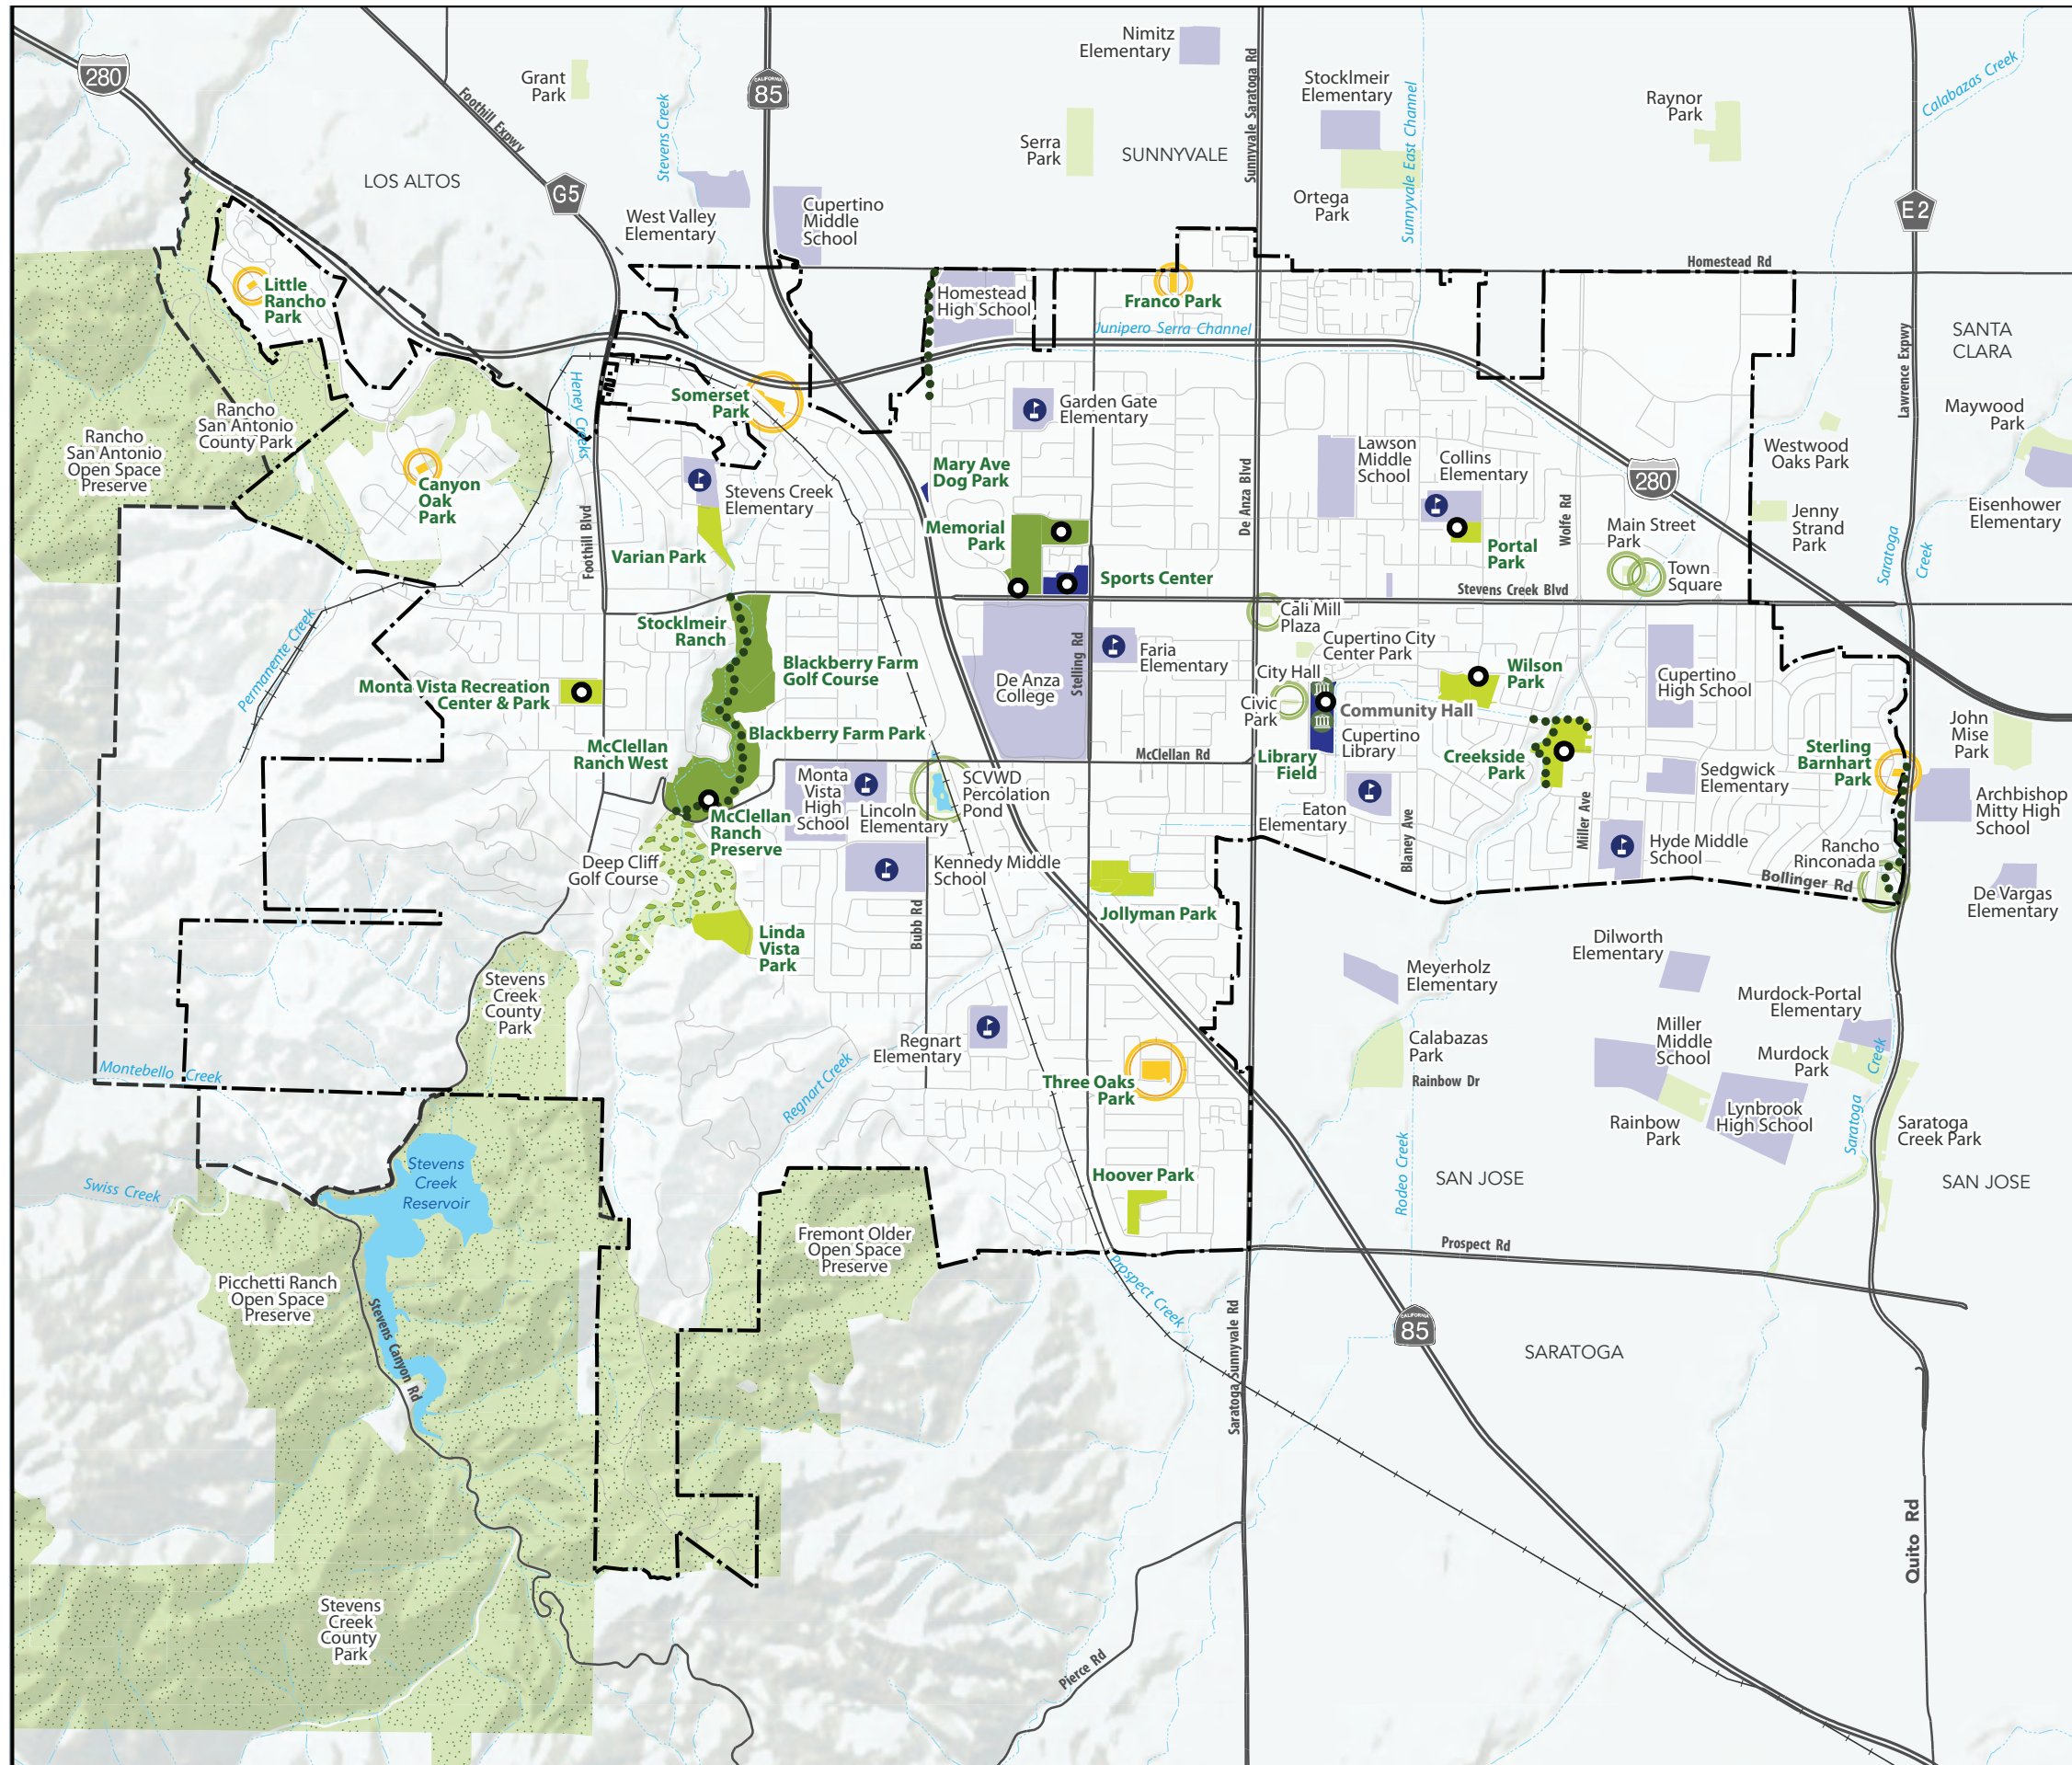 Nimitz
Elementary
280
Grant
Park
Foothill Expwy
Stevens Creek
CALIFORNIA
85
Serra
Park
SUNNYVALE
Sunnyvale Saratoga Rd
Stocklmeir
Elementary
Sunnyvale East Channel
Ortega
Park
Raynor
Park
Calabazas Creek
LOS ALTOS
G5
West Valley
Elementary
Cupertino
Middle
School
E2
Homestead Rd
Little
Rancho
Park
Homestead
High School
Franco Park
Junipero Serra Channel
Lawrence Expwy
SANTA
CLARA
Heney Creeks
Somerset
Park
Garden Gate
Elementary
Rancho
San Antonio
County Park
Rancho
San Antonio
Open Space
Preserve
Canyon
Oak
Park
Stevens Creek
Elementary
Mary Ave
Dog Park
Lawson
Middle
School
Collins
Elementary
280
Westwood
Oaks Park
Maywood
Park
Eisenhower
Elementary
Foothill Blvd
Varian Park
Memorial
Park
Sports Center
De Anza Blvd
Portal
Park
Wolfe Rd
Main Street
Park
Town
Square
Jenny
Strand
Park
Saratoga
Creek
Stevens Creek Blvd
Permanente Creek
Stocklmeir
Ranch
Blackberry Farm
Golf Course
Monta Vista Recreation
Center & Park
De Anza
College
Stelling Rd
Faria
Elementary
Cali Mill
Plaza
Cupertino City
Center Park
City Hall
Civic
Park
Community Hall
Cupertino
Library
Library
Field
Wilson
Park
Cupertino
High School
McClellan
Ranch West
Blackberry Farm Park
McClellan Rd
Creekside
Park
Sterling
Barnhart
Park
John
Mise
Park
Monta
Vista
High
School
Lincoln
Elementary
SCVWD
Percolation
Pond
Eaton
Elementary
Blaney Ave
Miller Ave
Sedgwick
Elementary
Archbishop
Mitty High
School
McClellan
Ranch
Preserve
Deep Cliff
Golf Course
Kennedy Middle
School
Hyde Middle
School
Rancho
Rinconada
Bollinger Rd
De Vargas
Elementary
Linda
Vista
Park
Bubb Rd
Jollyman Park
Dilworth
Elementary
Stevens
Creek
County
Park
Meyerholz
Elementary
Murdock-Portal
Elementary
Regnart
Elementary
Calabazas
Park
Rainbow Dr
Miller
Middle
School
Murdock
Park
Creek
Montebello Creek
Regnart Creek
Three Oaks
Park
Rainbow
Park
Lynbrook
High School
Saratoga
Saratoga
Creek Park
Swiss Creek
Stevens
Creek
Reservoir
Hoover Park
Rodeo Creek
SAN JOSE
SAN JOSE
Fremont Older
Open Space
Preserve
Prospect Rd
Prospect Creek
Picchetti Ranch
Open Space
Preserve
Stevens Canyon Rd
Saratoga Sunnyvale Rd
CALIFORNIA
85
SARATOGA
Quito Rd
Stevens
Creek
County
Park
Pierce Rd